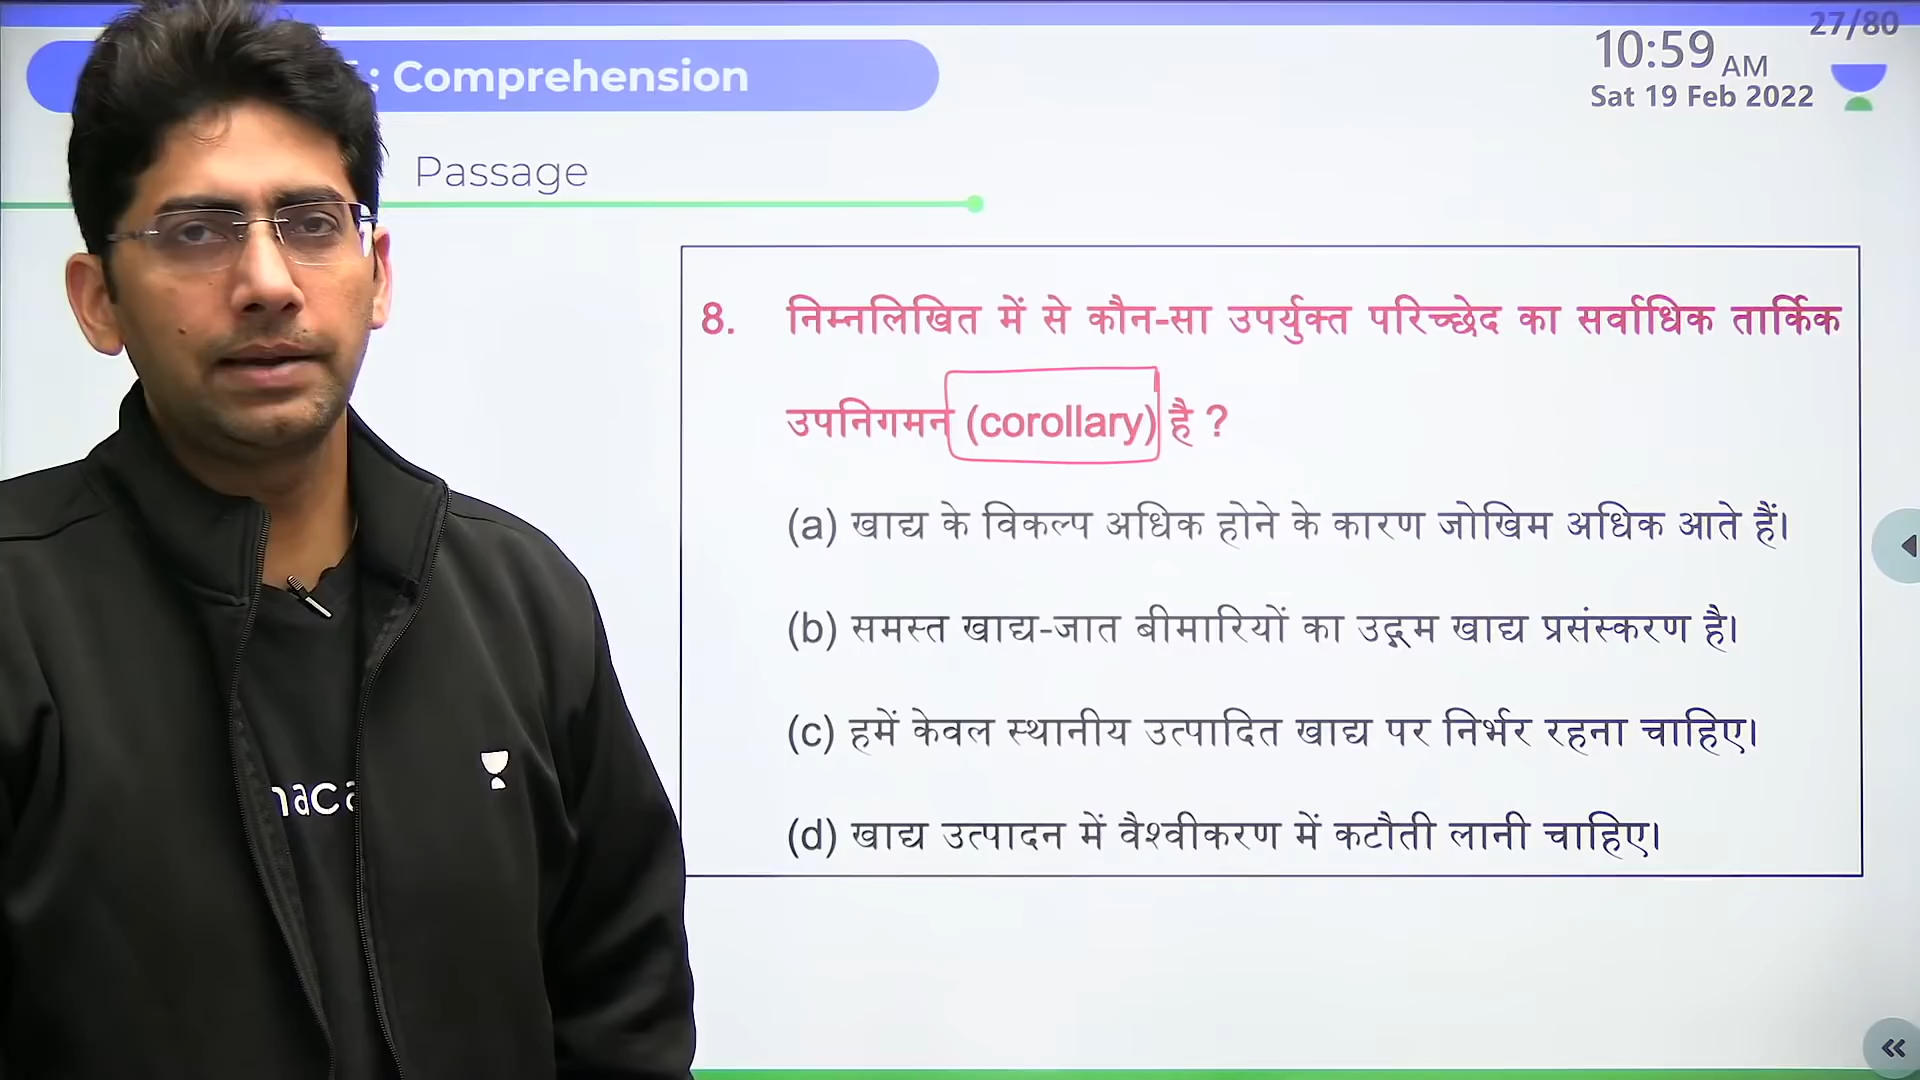 27/80
10:59 AM
Sat 19 Feb 2022
: Comprehension
Passage
8. निम्नलिखित में से कौन-सा उपर्युक्त परिच्छेद का सर्वाधिक तार्किक
उपनिगमन (corollary) है ?
(a) खाद्य के विकल्प अधिक होने के कारण जोखिम अधिक आते हैं।
(b) समस्त खाद्य-जात बीमारियों का उद्गम खाद्य प्रसंस्करण है।
(c) हमें केवल स्थानीय उत्पादित खाद्य पर निर्भर रहना चाहिए।
(d) खाद्य उत्पादन में वैश्वीकरण में कटौती लानी चाहिए।